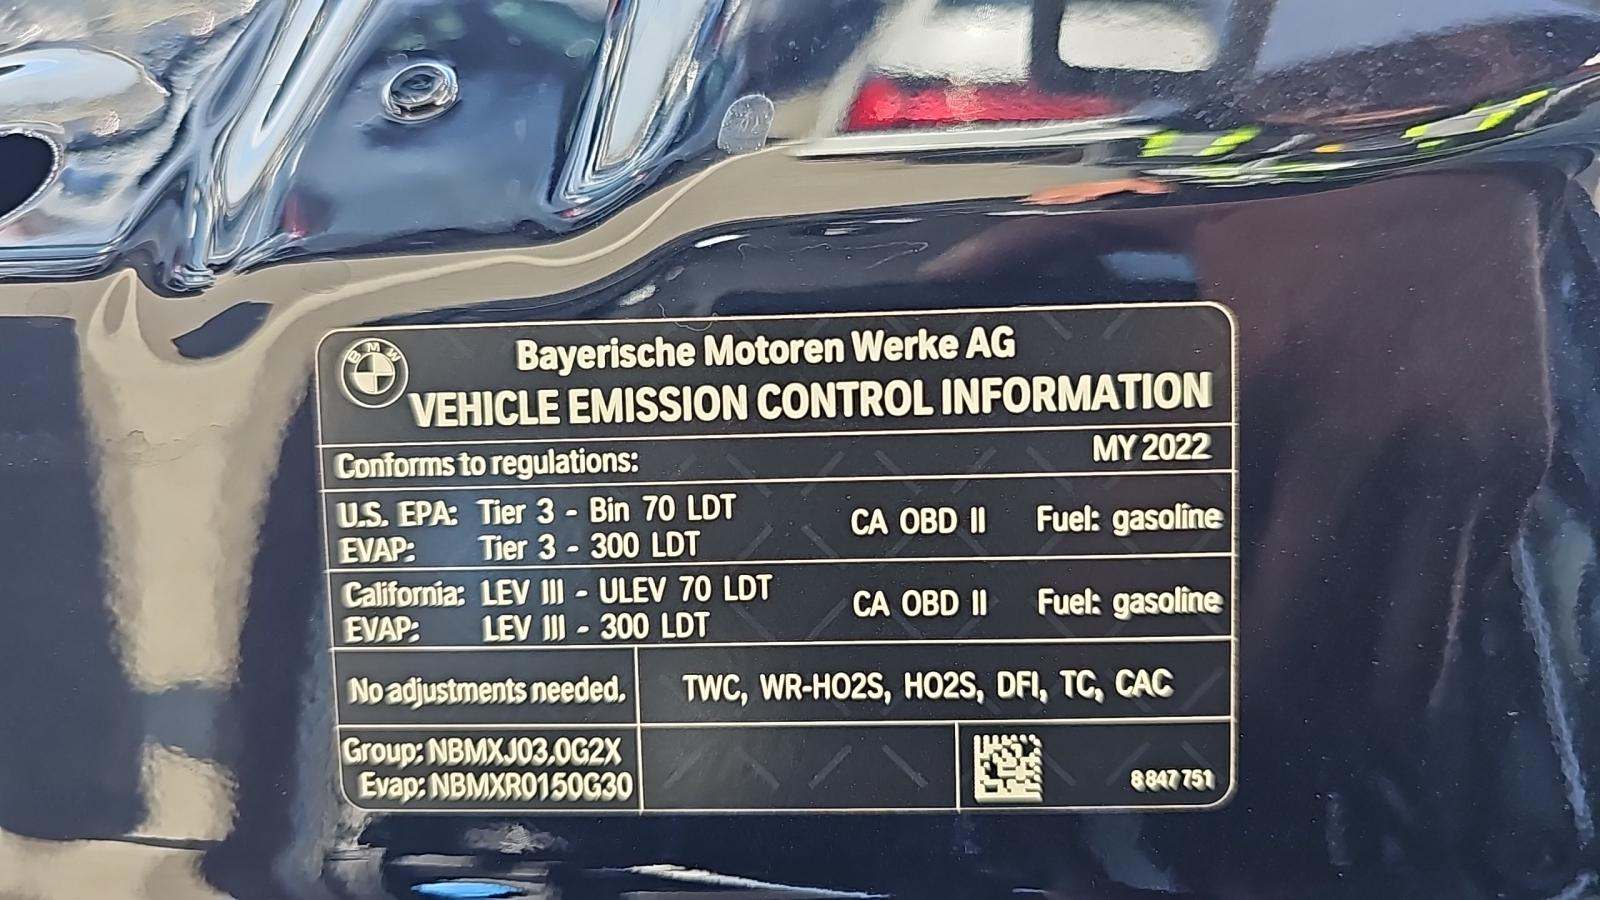 BMW
Bayerische Motoren Werke AG
VEHICLE EMISSION CONTROL INFORMATION
Conforms to regulations: MY 2022
U.S. EPA: Tier 3 - Bin 70 LDT CA OBD II Fuel: gasoline
EVAP: Tier 3 - 300 LDT
California: LEV III - ULEV 70 LDT CA OBD II Fuel: gasoline
EVAP: LEV III - 300 LDT
No adjustments needed. TWC, WR-HO2S, HO2S, DFI, TC, CAC
Group: NBMXJ03.0G2X
Evap: NBMXR0150G30
8 847 751